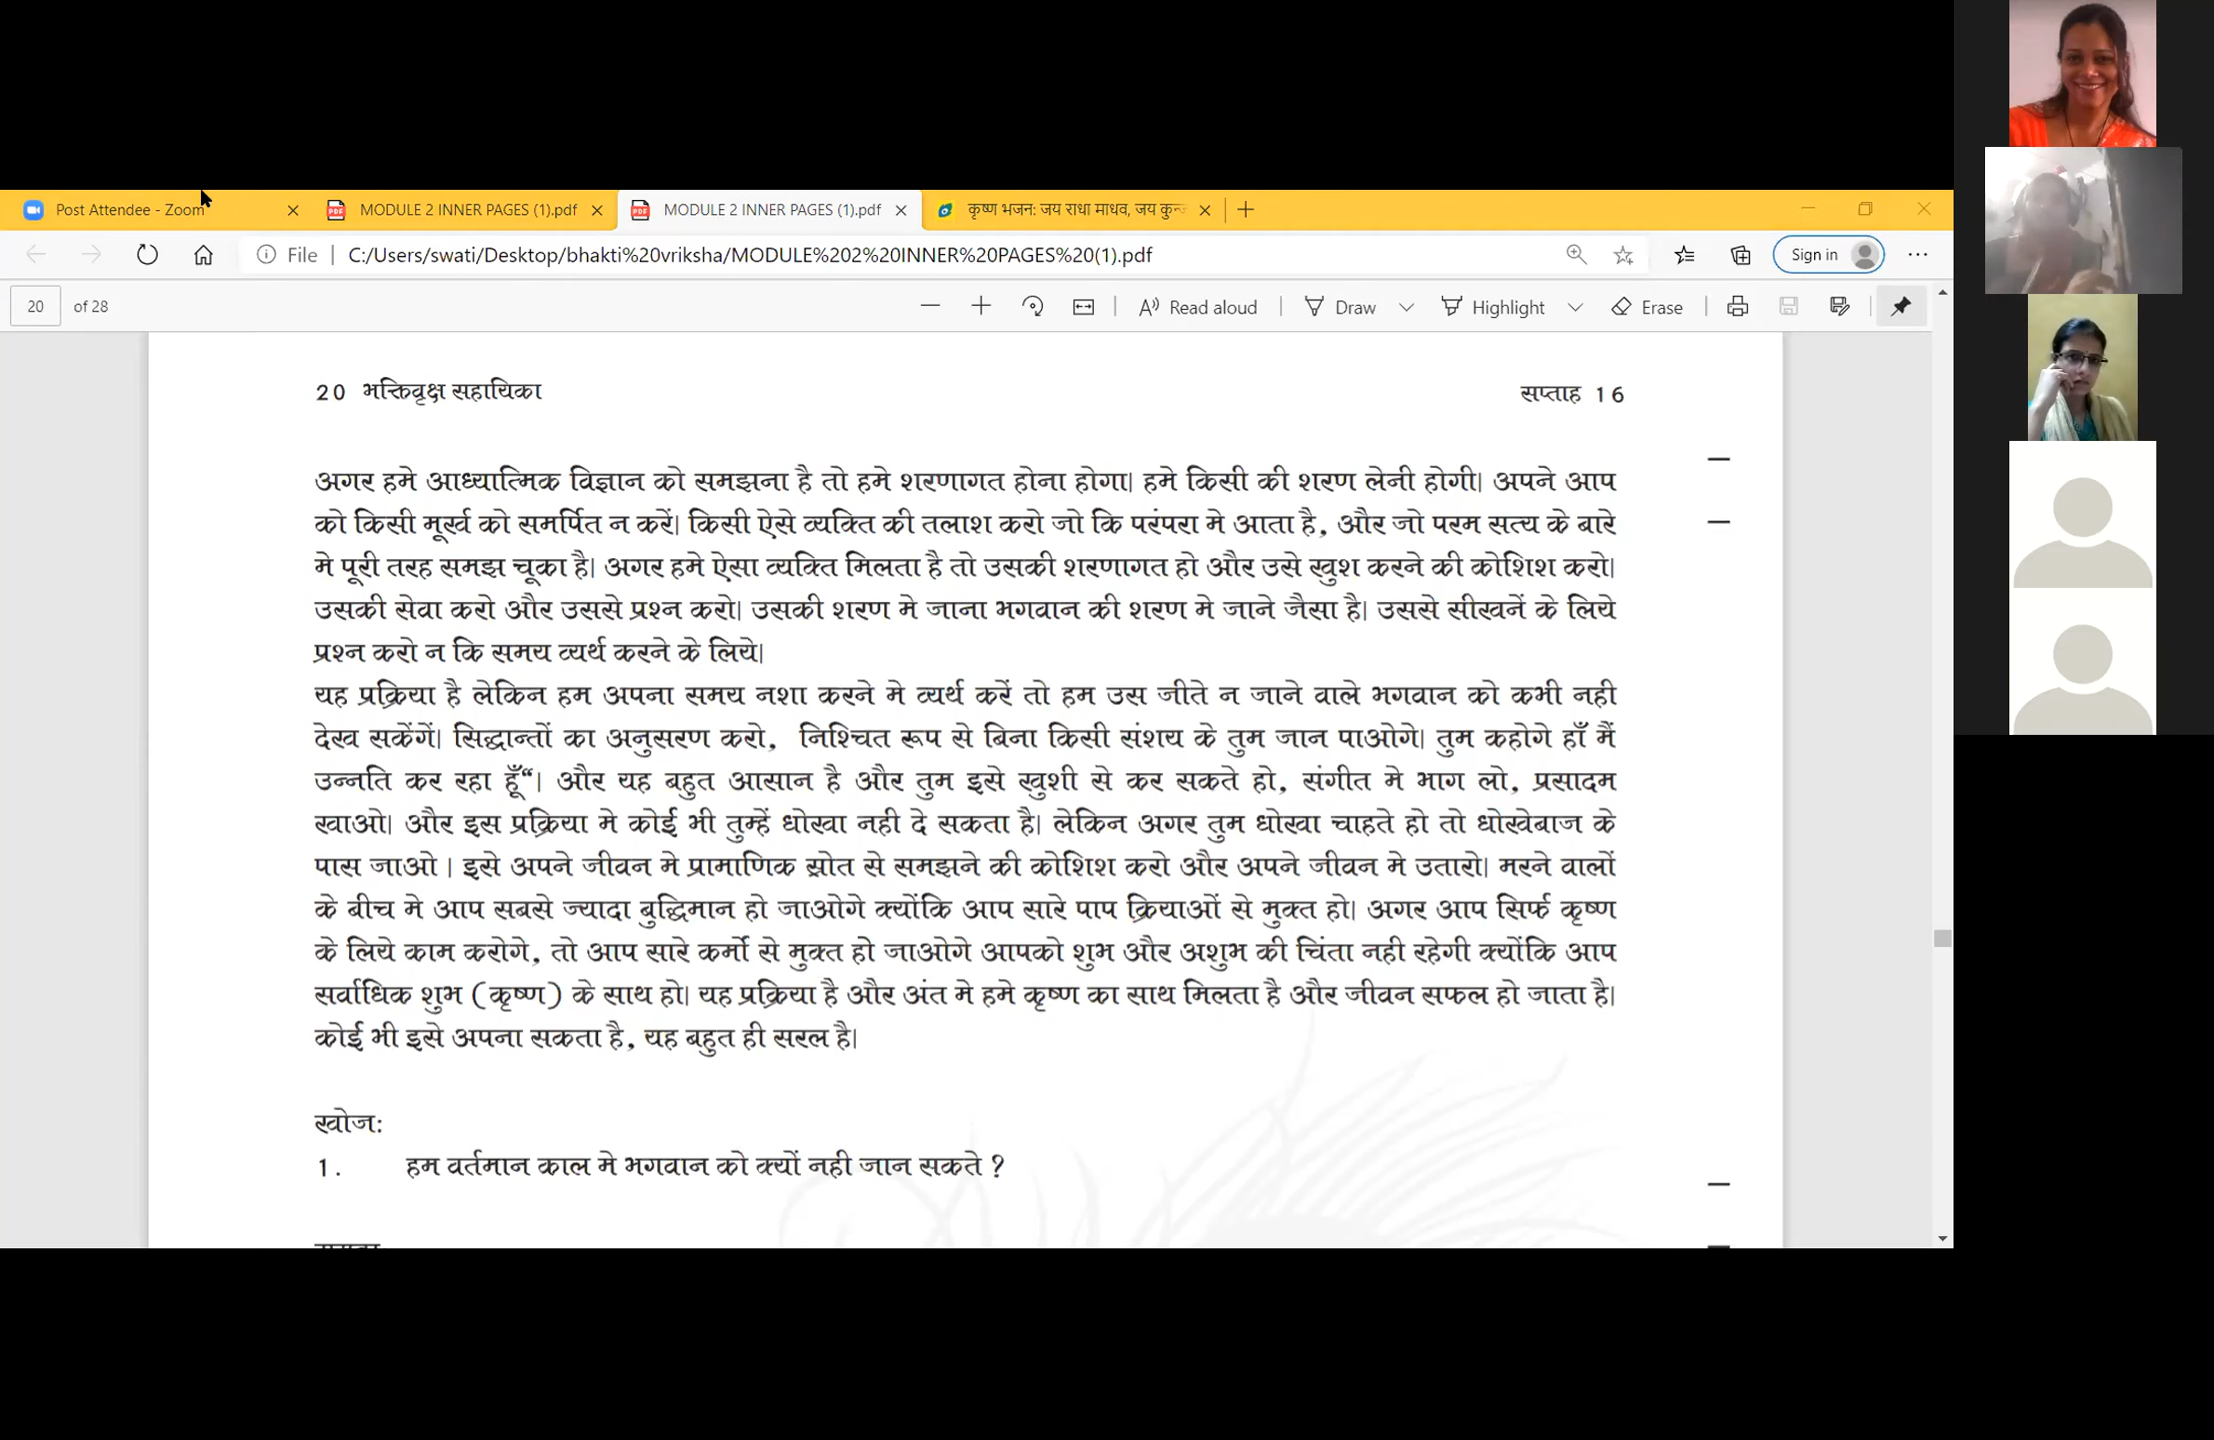 Post Attendee - Zoom
MODULE 2 INNER PAGES (1).pdf
MODULE 2 INNER PAGES (1).pdf
कृष्ण भजन: जय राधा माधव, जय कुन्ज
File
C:/Users/swati/Desktop/bhakti%20vriksha/MODULE%202%20INNER%20PAGES%20(1).pdf
Sign in
20 of 28
Read aloud
Draw
Highlight
Erase
20 भक्तिवृक्ष सहायिका
सप्ताह 16
अगर हमे आध्यात्मिक विज्ञान को समझना है तो हमे शरणागत होना होगा। हमे किसी की शरण लेनी होगी। अपने आप
को किसी मूर्ख को समर्पित न करें। किसी ऐसे व्यक्ति की तलाश करो जो कि परंपरा मे आता है, और जो परम सत्य के बारे
मे पूरी तरह समझ चूका है। अगर हमे ऐसा व्यक्ति मिलता है तो उसकी शरणागत हो और उसे खुश करने की कोशिश करो।
उसकी सेवा करो और उससे प्रश्न करो। उसकी शरण मे जाना भगवान की शरण मे जाने जैसा है। उससे सीखनें के लिये
प्रश्न करो न कि समय व्यर्थ करने के लिये।
यह प्रक्रिया है लेकिन हम अपना समय नशा करने मे व्यर्थ करें तो हम उस जीते न जाने वाले भगवान को कभी नही
देख सकेंगें। सिद्धान्तों का अनुसरण करो, निश्चित रूप से बिना किसी संशय के तुम जान पाओगे। तुम कहोगे हाँ मैं
उन्नति कर रहा हूँ“। और यह बहुत आसान है और तुम इसे खुशी से कर सकते हो, संगीत मे भाग लो, प्रसादम
खाओ। और इस प्रक्रिया मे कोई भी तुम्हें धोखा नही दे सकता है। लेकिन अगर तुम धोखा चाहते हो तो धोखेबाज के
पास जाओ । इसे अपने जीवन मे प्रामाणिक स्रोत से समझने की कोशिश करो और अपने जीवन मे उतारो। मरने वालों
के बीच मे आप सबसे ज्यादा बुद्धिमान हो जाओगे क्योंकि आप सारे पाप क्रियाओं से मुक्त हो। अगर आप सिर्फ कृष्ण
के लिये काम करोगे, तो आप सारे कर्मो से मुक्त हो जाओगे आपको शुभ और अशुभ की चिंता नही रहेगी क्योंकि आप
सर्वाधिक शुभ (कृष्ण) के साथ हो। यह प्रक्रिया है और अंत मे हमे कृष्ण का साथ मिलता है और जीवन सफल हो जाता है।
कोई भी इसे अपना सकता है, यह बहुत ही सरल है।
खोज:
1. हम वर्तमान काल मे भगवान को क्यों नही जान सकते ?